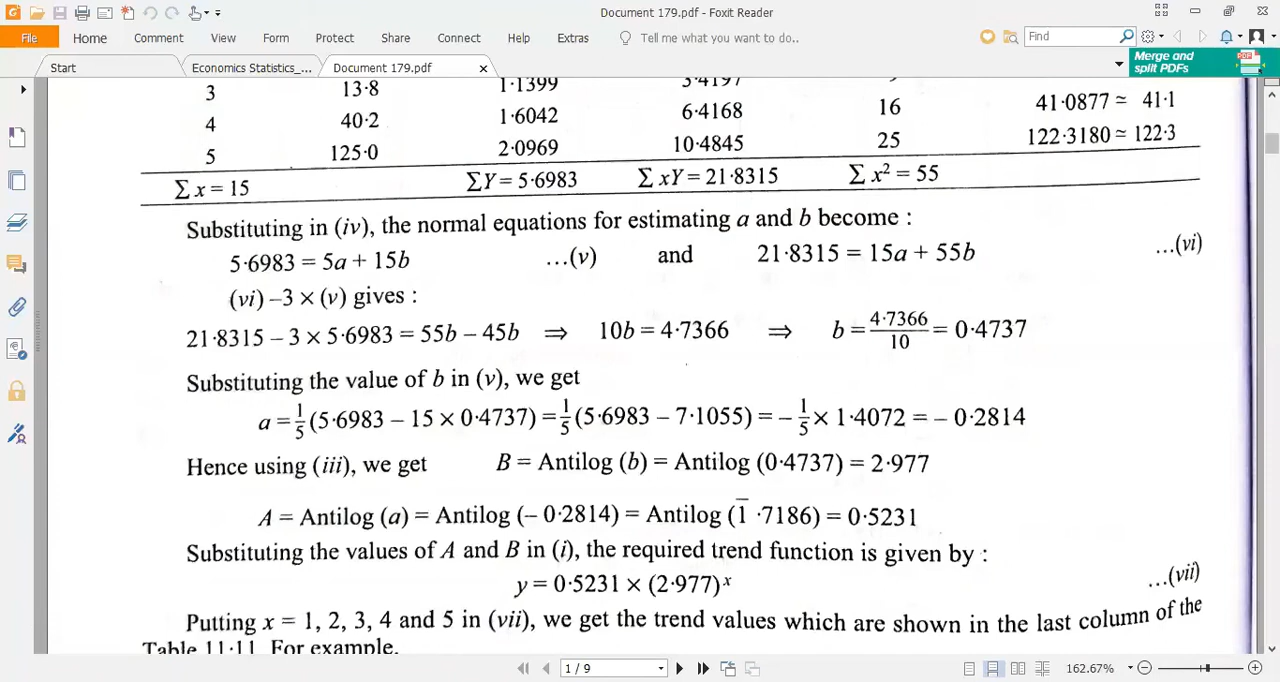 Document 179.pdf - Foxit Reader
File Home Comment View Form Protect Share Connect Help Extras Tell me what you want to do.. Find
Start Economics Statistics_... Document 179.pdf Merge and split PDFs
3 13·8 1·1399 3·4197
4 40·2 1·6042 6·4168 16 41·0877 ≃ 41·1
5 125·0 2·0969 10·4845 25 122·3180 ≃ 122·3
Σ x = 15 ΣY = 5·6983 Σ xY = 21·8315 Σ x² = 55
Substituting in (iv), the normal equations for estimating a and b become :
5·6983 = 5a + 15b ...(v) and 21·8315 = 15a + 55b ...(vi)
(vi) –3 × (v) gives :
21·8315 – 3 × 5·6983 = 55b – 45b ⇒ 10b = 4·7366 ⇒ b = 4·7366/10 = 0·4737
Substituting the value of b in (v), we get
a = 1/5 (5·6983 – 15 × 0·4737) = 1/5 (5·6983 – 7·1055) = – 1/5 × 1·4072 = – 0·2814
Hence using (iii), we get B = Antilog (b) = Antilog (0·4737) = 2·977
A = Antilog (a) = Antilog (– 0·2814) = Antilog (1̅ ·7186) = 0·5231
Substituting the values of A and B in (i), the required trend function is given by :
y = 0·5231 × (2·977)ˣ ...(vii)
Putting x = 1, 2, 3, 4 and 5 in (vii), we get the trend values which are shown in the last column of the
Table 11·11. For example,
1 / 9 162.67%